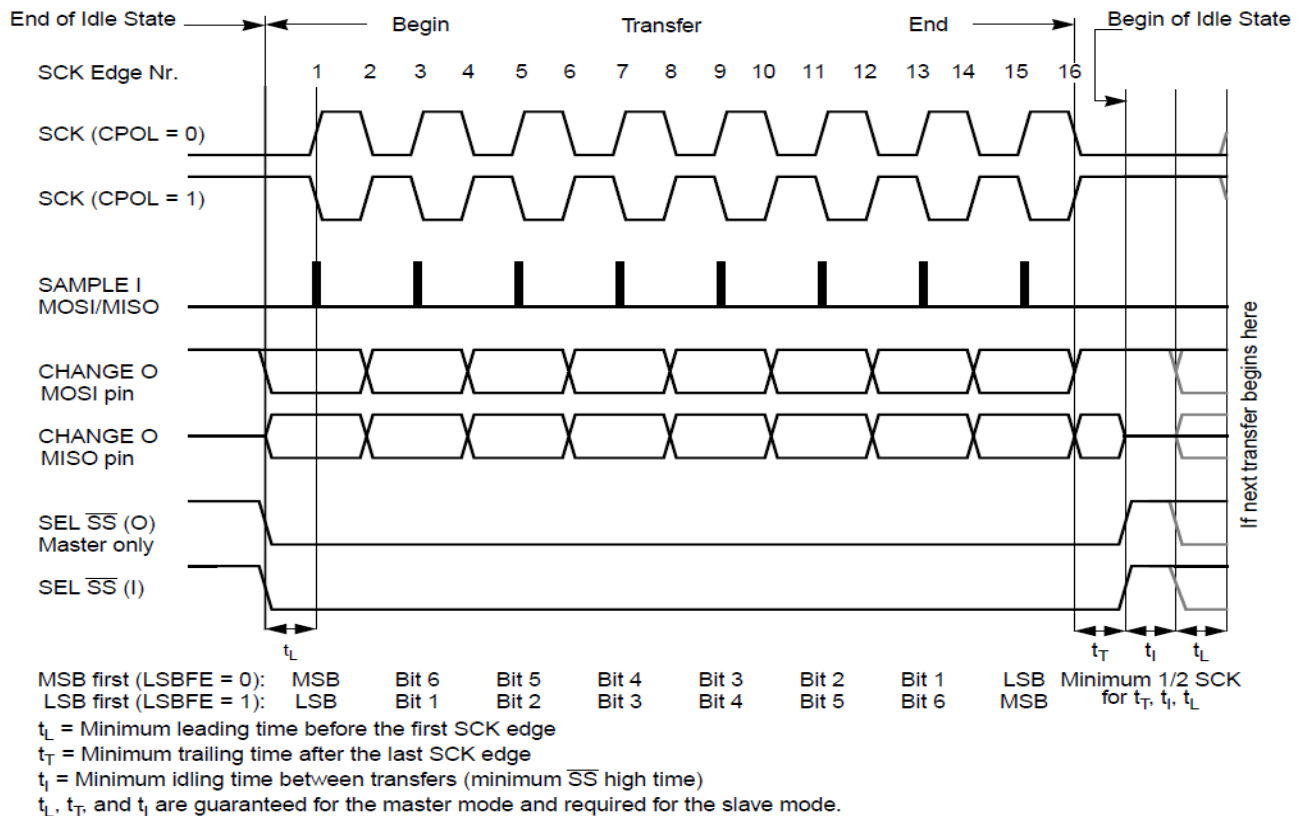 End of Idle State Begin Transfer End Begin of Idle State
SCK Edge Nr. 1 2 3 4 5 6 7 8 9 10 11 12 13 14 15 16
SCK (CPOL = 0)
SCK (CPOL = 1)
SAMPLE I
MOSI/MISO
CHANGE O
MOSI pin
CHANGE O
MISO pin
SEL SS (O)
Master only
SEL SS (I)
If next transfer begins here
tL tT tI tL
MSB first (LSBFE = 0): MSB Bit 6 Bit 5 Bit 4 Bit 3 Bit 2 Bit 1 LSB Minimum 1/2 SCK
LSB first (LSBFE = 1): LSB Bit 1 Bit 2 Bit 3 Bit 4 Bit 5 Bit 6 MSB for tT, tI, tL
tL = Minimum leading time before the first SCK edge
tT = Minimum trailing time after the last SCK edge
tI = Minimum idling time between transfers (minimum SS high time)
tL, tT, and tI are guaranteed for the master mode and required for the slave mode.